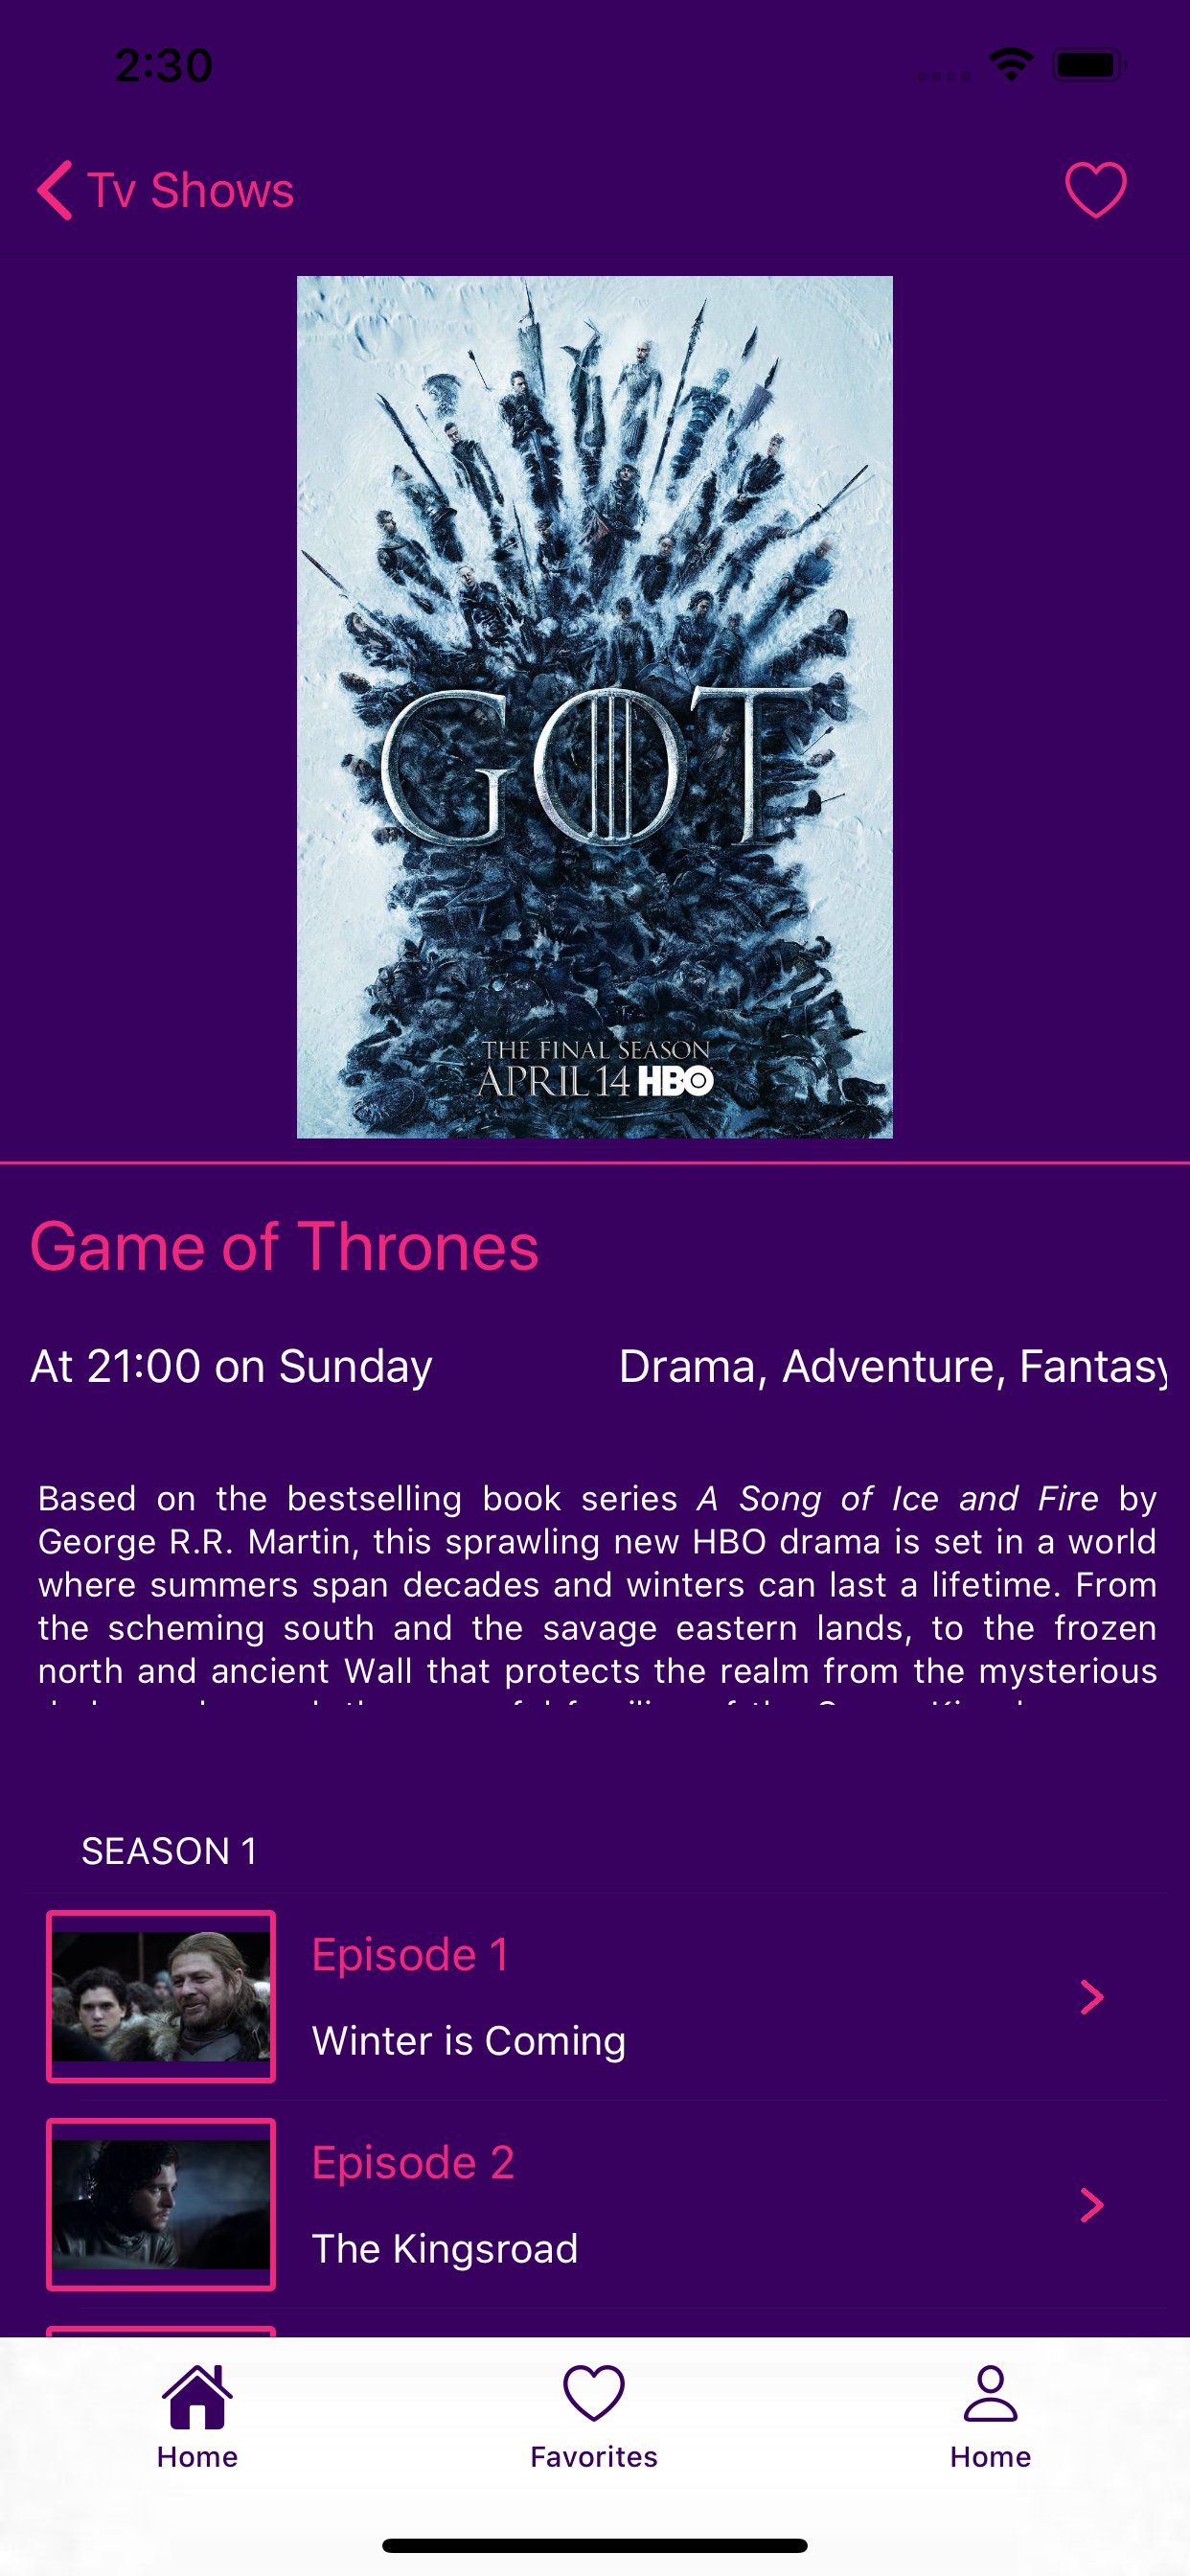 2:30
Tv Shows
GOT
THE FINAL SEASON
APRIL 14 HBO
Game of Thrones
At 21:00 on Sunday
Drama, Adventure, Fantasy
Based on the bestselling book series A Song of Ice and Fire by
George R.R. Martin, this sprawling new HBO drama is set in a world
where summers span decades and winters can last a lifetime. From
the scheming south and the savage eastern lands, to the frozen
north and ancient Wall that protects the realm from the mysterious
SEASON 1
Episode 1
Winter is Coming
Episode 2
The Kingsroad
Home
Favorites
Home